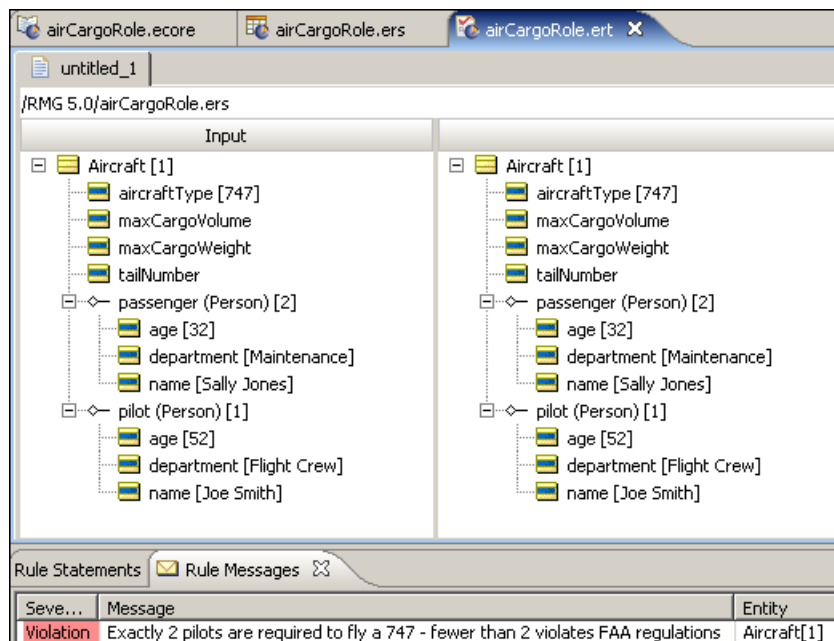 airCargoRole.ecore airCargoRole.ers airCargoRole.ert
untitled_1
/RMG 5.0/airCargoRole.ers
Input
Aircraft [1]
aircraftType [747]
maxCargoVolume
maxCargoWeight
tailNumber
passenger (Person) [2]
age [32]
department [Maintenance]
name [Sally Jones]
pilot (Person) [1]
age [52]
department [Flight Crew]
name [Joe Smith]
Aircraft [1]
aircraftType [747]
maxCargoVolume
maxCargoWeight
tailNumber
passenger (Person) [2]
age [32]
department [Maintenance]
name [Sally Jones]
pilot (Person) [1]
age [52]
department [Flight Crew]
name [Joe Smith]
Rule Statements Rule Messages
Seve... Message Entity
Violation Exactly 2 pilots are required to fly a 747 - fewer than 2 violates FAA regulations Aircraft[1]